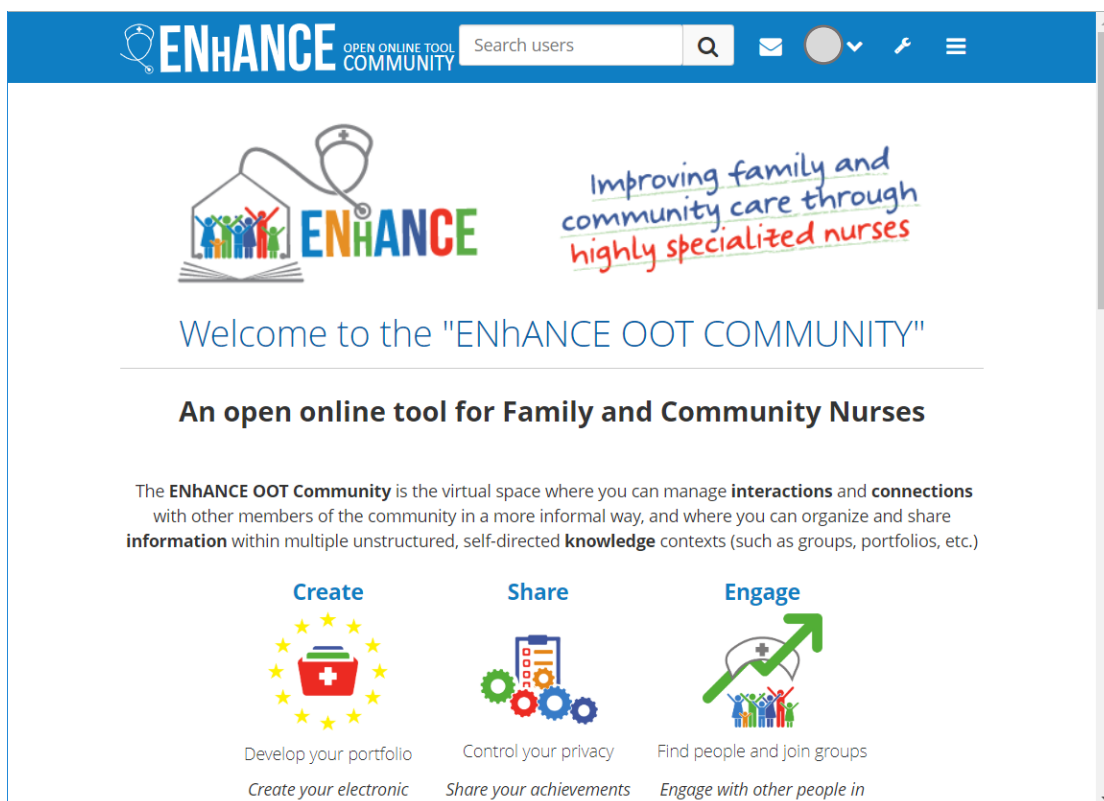 ENhANCE OPEN ONLINE TOOL COMMUNITY
Search users
ENhANCE
Improving family and
community care through
highly specialized nurses
Welcome to the "ENhANCE OOT COMMUNITY"
An open online tool for Family and Community Nurses
The ENhANCE OOT Community is the virtual space where you can manage interactions and connections
with other members of the community in a more informal way, and where you can organize and share
information within multiple unstructured, self-directed knowledge contexts (such as groups, portfolios, etc.)
Create
Share
Engage
Develop your portfolio
Control your privacy
Find people and join groups
Create your electronic
Share your achievements
Engage with other people in